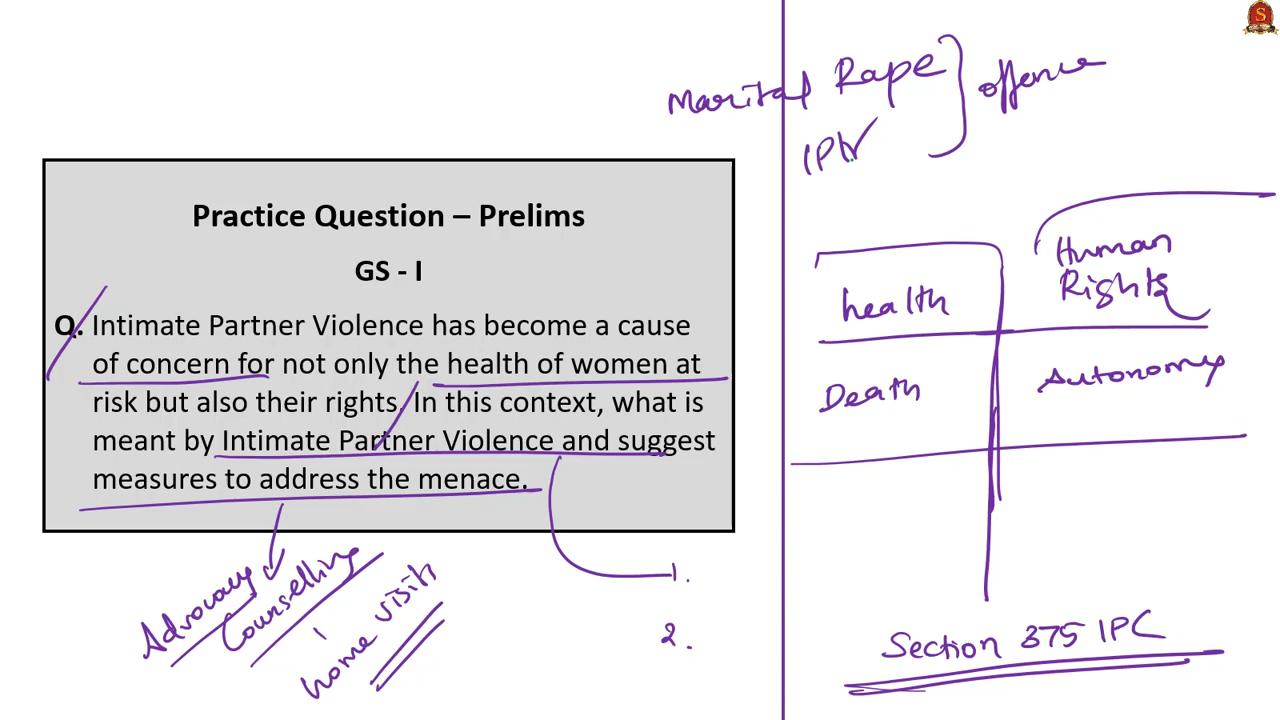 S
Marital Rape
offence
IPV
Practice Question – Prelims
GS - I
Q. Intimate Partner Violence has become a cause
of concern for not only the health of women at
risk but also their rights. In this context, what is
meant by Intimate Partner Violence and suggest
measures to address the menace.
Advocacy
Counselling
home visits
1.
2.
health
Human
Rights
Death
Autonomy
Section 375 IPC